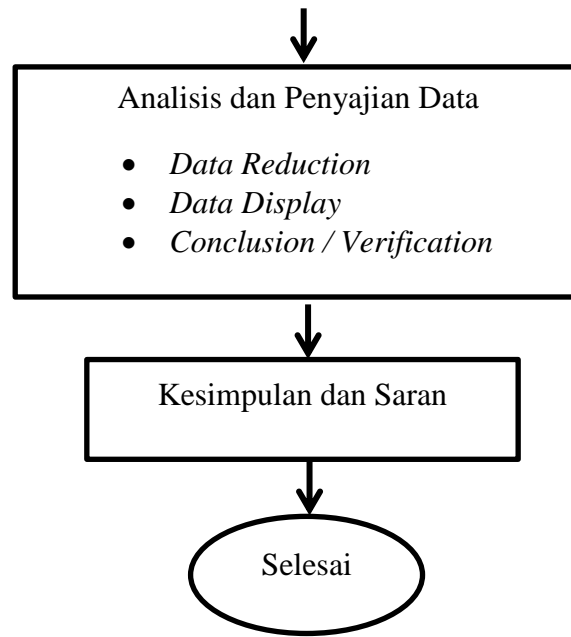 Analisis dan Penyajian Data
• Data Reduction
• Data Display
• Conclusion / Verification
Kesimpulan dan Saran
Selesai